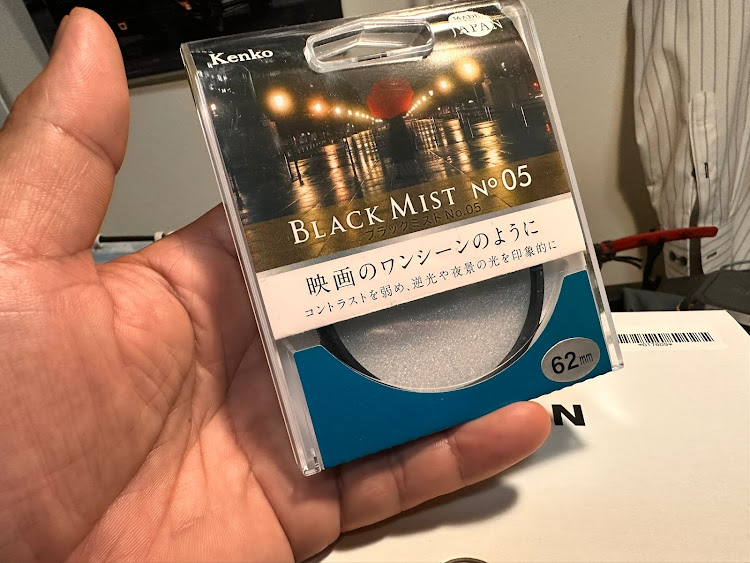 Kenko
MADE IN
JAPAN
BLACK MIST No 05
ブラックミスト No.05
映画のワンシーンのように
コントラストを弱め、逆光や夜景の光を印象的に
62mm
N